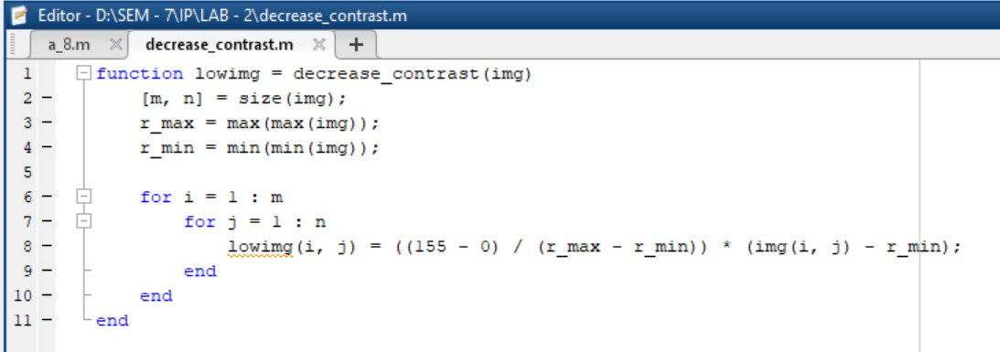 Editor - D:\SEM - 7\IP\LAB - 2\decrease_contrast.m
a_8.m × decrease_contrast.m × +
1 function lowimg = decrease_contrast(img)
2 - [m, n] = size(img);
3 - r_max = max(max(img));
4 - r_min = min(min(img));
5
6 - for i = 1 : m
7 - for j = 1 : n
8 - lowimg(i, j) = ((155 - 0) / (r_max - r_min)) * (img(i, j) - r_min);
9 - end
10 - end
11 - end